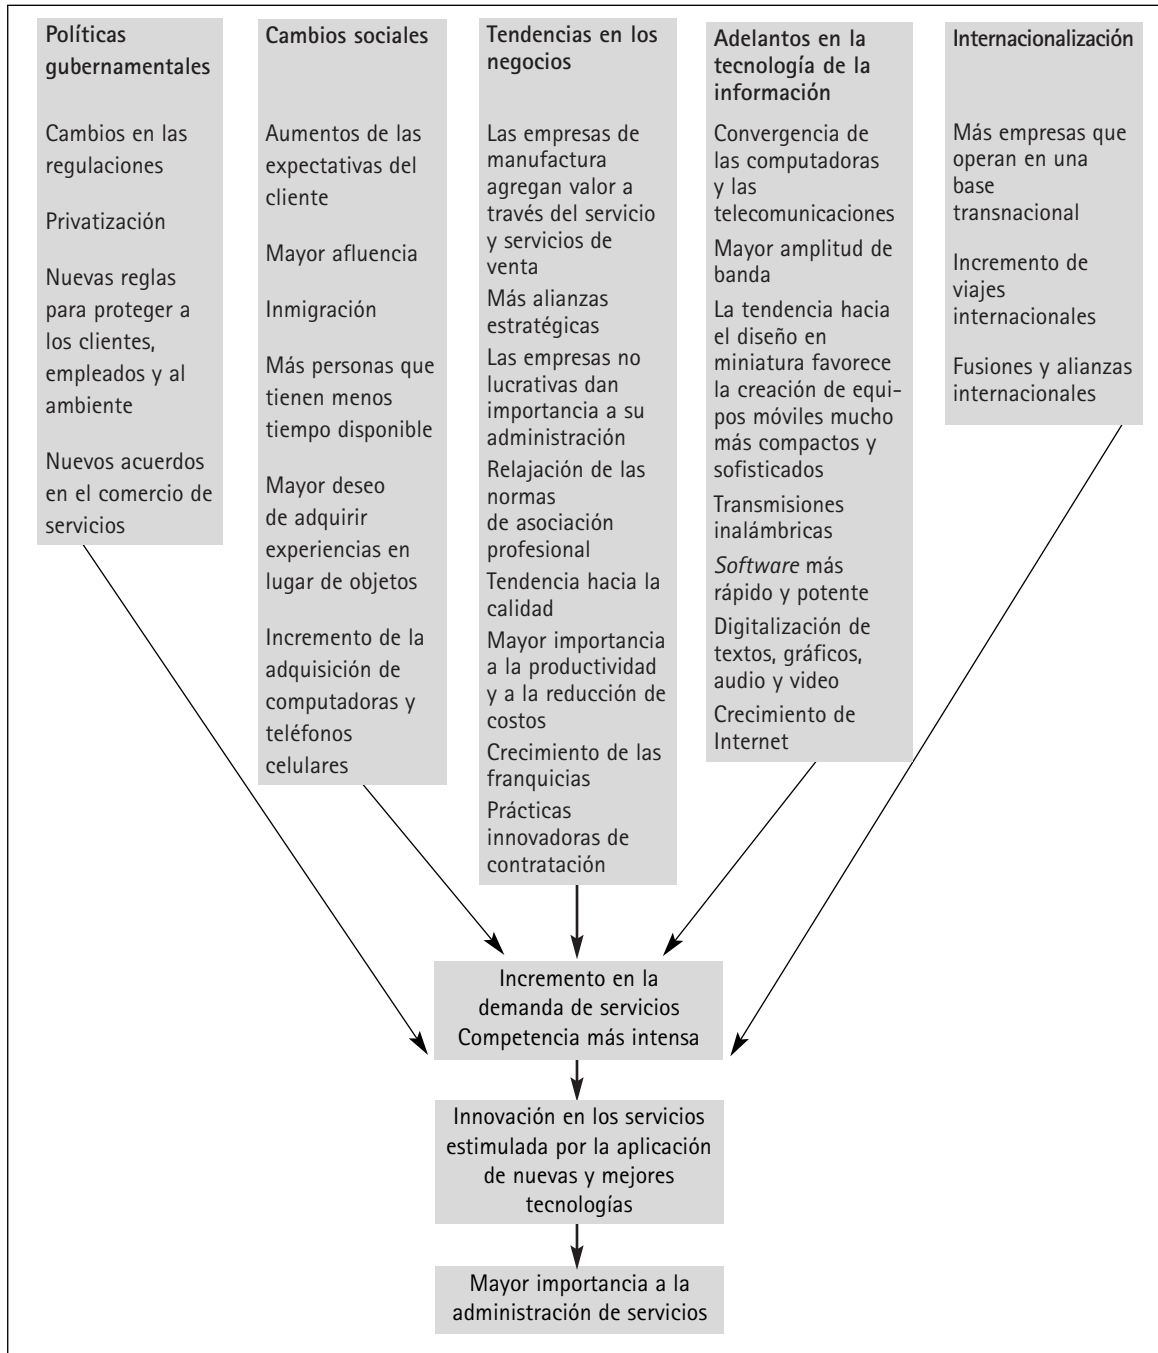 Políticas
gubernamentales
Cambios en las
regulaciones
Privatización
Nuevas reglas
para proteger a
los clientes,
empleados y al
ambiente
Nuevos acuerdos
en el comercio de
servicios
Cambios sociales
Aumentos de las
expectativas del
cliente
Mayor afluencia
Inmigración
Más personas que
tienen menos
tiempo disponible
Mayor deseo
de adquirir
experiencias en
lugar de objetos
Incremento de la
adquisición de
computadoras y
teléfonos
celulares
Tendencias en los
negocios
Las empresas de
manufactura
agregan valor a
través del servicio
y servicios de
venta
Más alianzas
estratégicas
Las empresas no
lucrativas dan
importancia a su
administración
Relajación de las
normas
de asociación
profesional
Tendencia hacia la
calidad
Mayor importancia
a la productividad
y a la reducción de
costos
Crecimiento de las
franquicias
Prácticas
innovadoras de
contratación
Adelantos en la
tecnología de la
información
Convergencia de
las computadoras
y las
telecomunicaciones
Mayor amplitud de
banda
La tendencia hacia
el diseño en
miniatura favorece
la creación de equi-
pos móviles mucho
más compactos y
sofisticados
Transmisiones
inalámbricas
Software más
rápido y potente
Digitalización de
textos, gráficos,
audio y video
Crecimiento de
Internet
Internacionalización
Más empresas que
operan en una
base
transnacional
Incremento de
viajes
internacionales
Fusiones y alianzas
internacionales
Incremento en la
demanda de servicios
Competencia más intensa
Innovación en los servicios
estimulada por la aplicación
de nuevas y mejores
tecnologías
Mayor importancia a la
administración de servicios